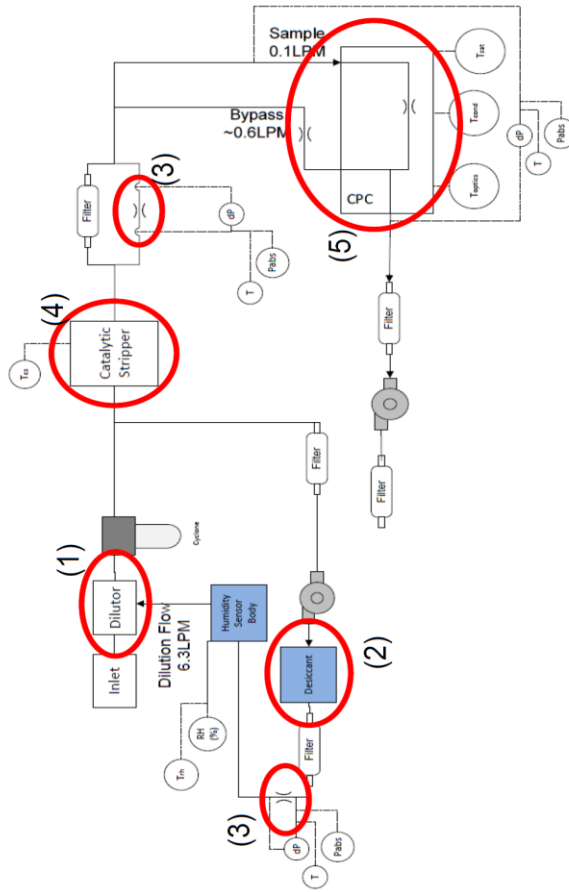 Sample
0.1LPM
Bypass
~0.6LPM
Tsat
Tcond
Toptics
CPC
dP
T
Pabs
(5)
(3)
Filter
dP
Pabs
T
(4)
Catalytic
Stripper
Tcs
Filter
Filter
Filter
(1)
Cyclone
Dilutor
Inlet
Dilution Flow
6.3LPM
Humidity
Sensor
Body
(2)
Desiccant
Trh
RH
(%)
Filter
(3)
dP
T
Pabs